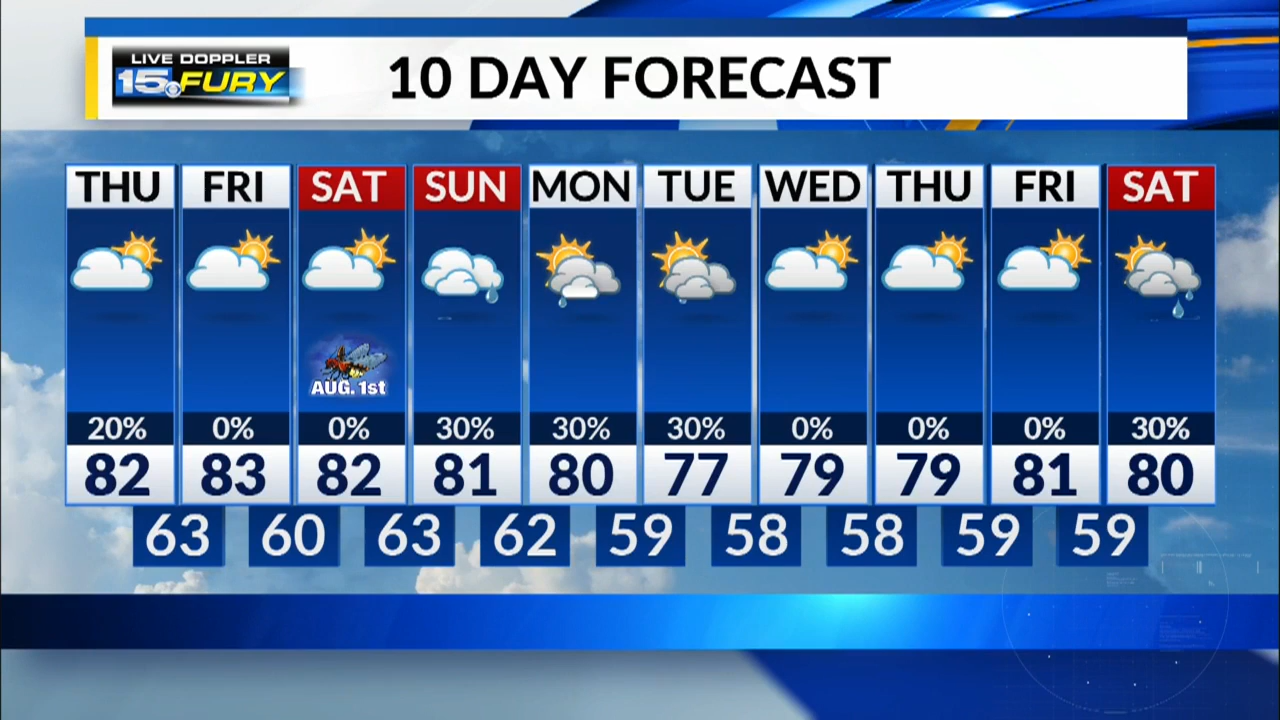 LIVE DOPPLER
15 FURY
10 DAY FORECAST
THU FRI SAT SUN MON TUE WED THU FRI SAT
AUG. 1st
20% 0% 0% 30% 30% 30% 0% 0% 0% 30%
82 83 82 81 80 77 79 79 81 80
63 60 63 62 59 58 58 59 59